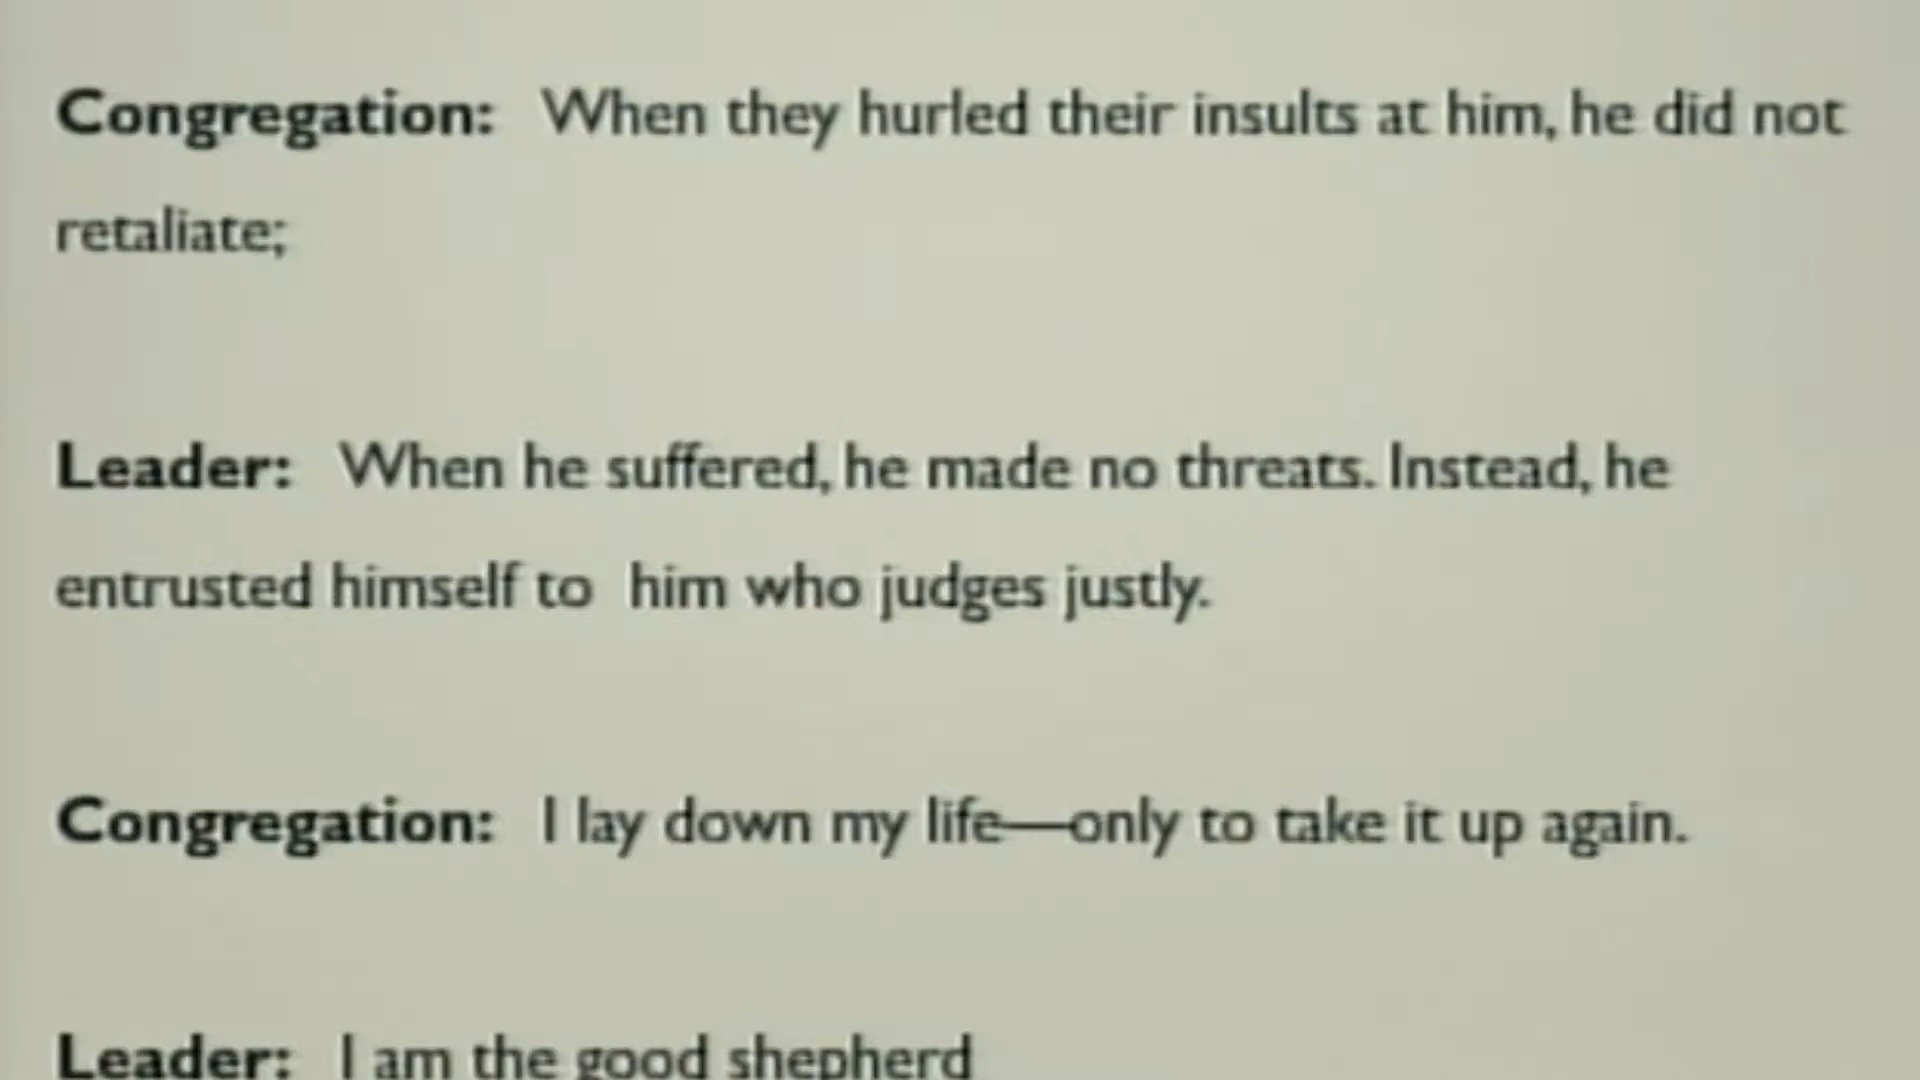 Congregation: When they hurled their insults at him, he did not
retaliate;
Leader: When he suffered, he made no threats. Instead, he
entrusted himself to him who judges justly.
Congregation: I lay down my life—only to take it up again.
Leader: I am the good shepherd